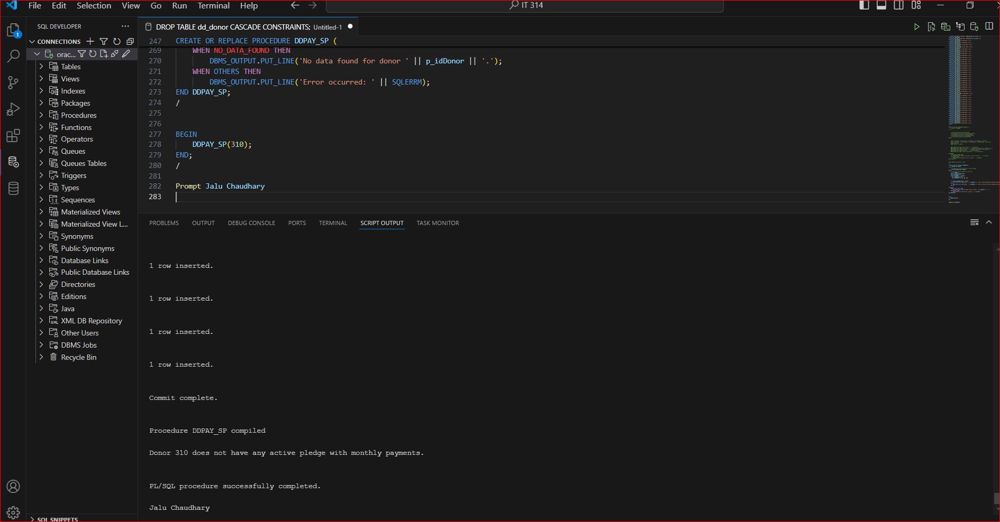 File Edit Selection View Go Run Terminal Help
IT 314
SQL DEVELOPER
CONNECTIONS
orac...
Tables
Views
Indexes
Packages
Procedures
Functions
Operators
Queues
Queues Tables
Triggers
Types
Sequences
Materialized Views
Materialized View L...
Synonyms
Public Synonyms
Database Links
Public Database Links
Directories
Editions
Java
XML DB Repository
Other Users
DBMS Jobs
Recycle Bin
SQL SNIPPETS
1
DROP TABLE dd_donor CASCADE CONSTRAINTS; Untitled-1
247 CREATE OR REPLACE PROCEDURE DDPAY_SP (
269 WHEN NO_DATA_FOUND THEN
270 DBMS_OUTPUT.PUT_LINE('No data found for donor ' || p_idDonor || '.');
271 WHEN OTHERS THEN
272 DBMS_OUTPUT.PUT_LINE('Error occurred: ' || SQLERRM);
273 END DDPAY_SP;
274 /
275
276
277 BEGIN
278 DDPAY_SP(310);
279 END;
280 /
281
282 Prompt Jalu Chaudhary
283
PROBLEMS OUTPUT DEBUG CONSOLE PORTS TERMINAL SCRIPT OUTPUT TASK MONITOR
1 row inserted.
1 row inserted.
1 row inserted.
1 row inserted.
Commit complete.
Procedure DDPAY_SP compiled
Donor 310 does not have any active pledge with monthly payments.
PL/SQL procedure successfully completed.
Jalu Chaudhary